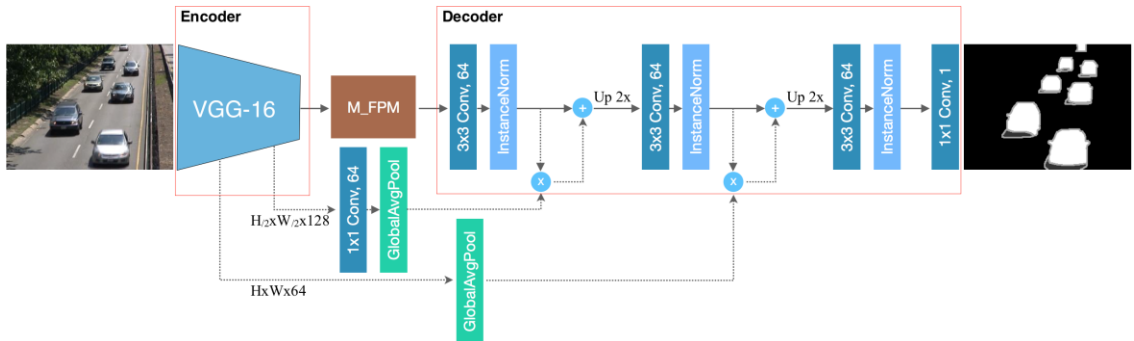 Encoder
Decoder
VGG-16
M_FPM
3x3 Conv, 64
InstanceNorm
x
+
Up 2x
3x3 Conv, 64
InstanceNorm
x
+
Up 2x
3x3 Conv, 64
InstanceNorm
1x1 Conv, 1
H/2xW/2x128
1x1 Conv, 64
GlobalAvgPool
HxWx64
GlobalAvgPool